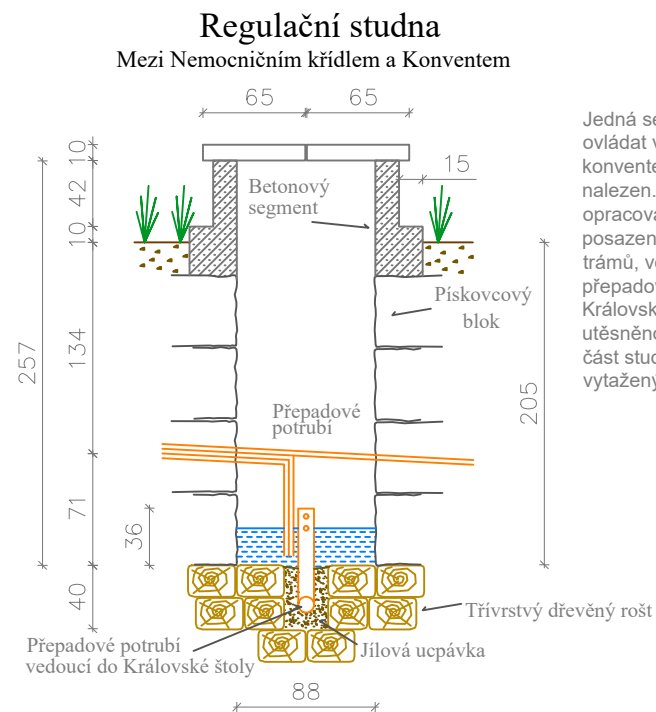 Regulační studna
Mezi Nemocničním křídlem a Konventem
65
65
10
42
10
15
Betonový
segment
Pískovcový
blok
134
257
205
Přepadové
potrubí
71
36
40
Třívrstvý dřevěný rošt
Přepadové potrubí
vedoucí do Královské štoly
Jílová ucpávka
88
Jedná se
ovládat v
konvente
nalezen.
opracova
posazen
trámů, v
přepadov
Královsk
utěsněno
část stud
vytažený